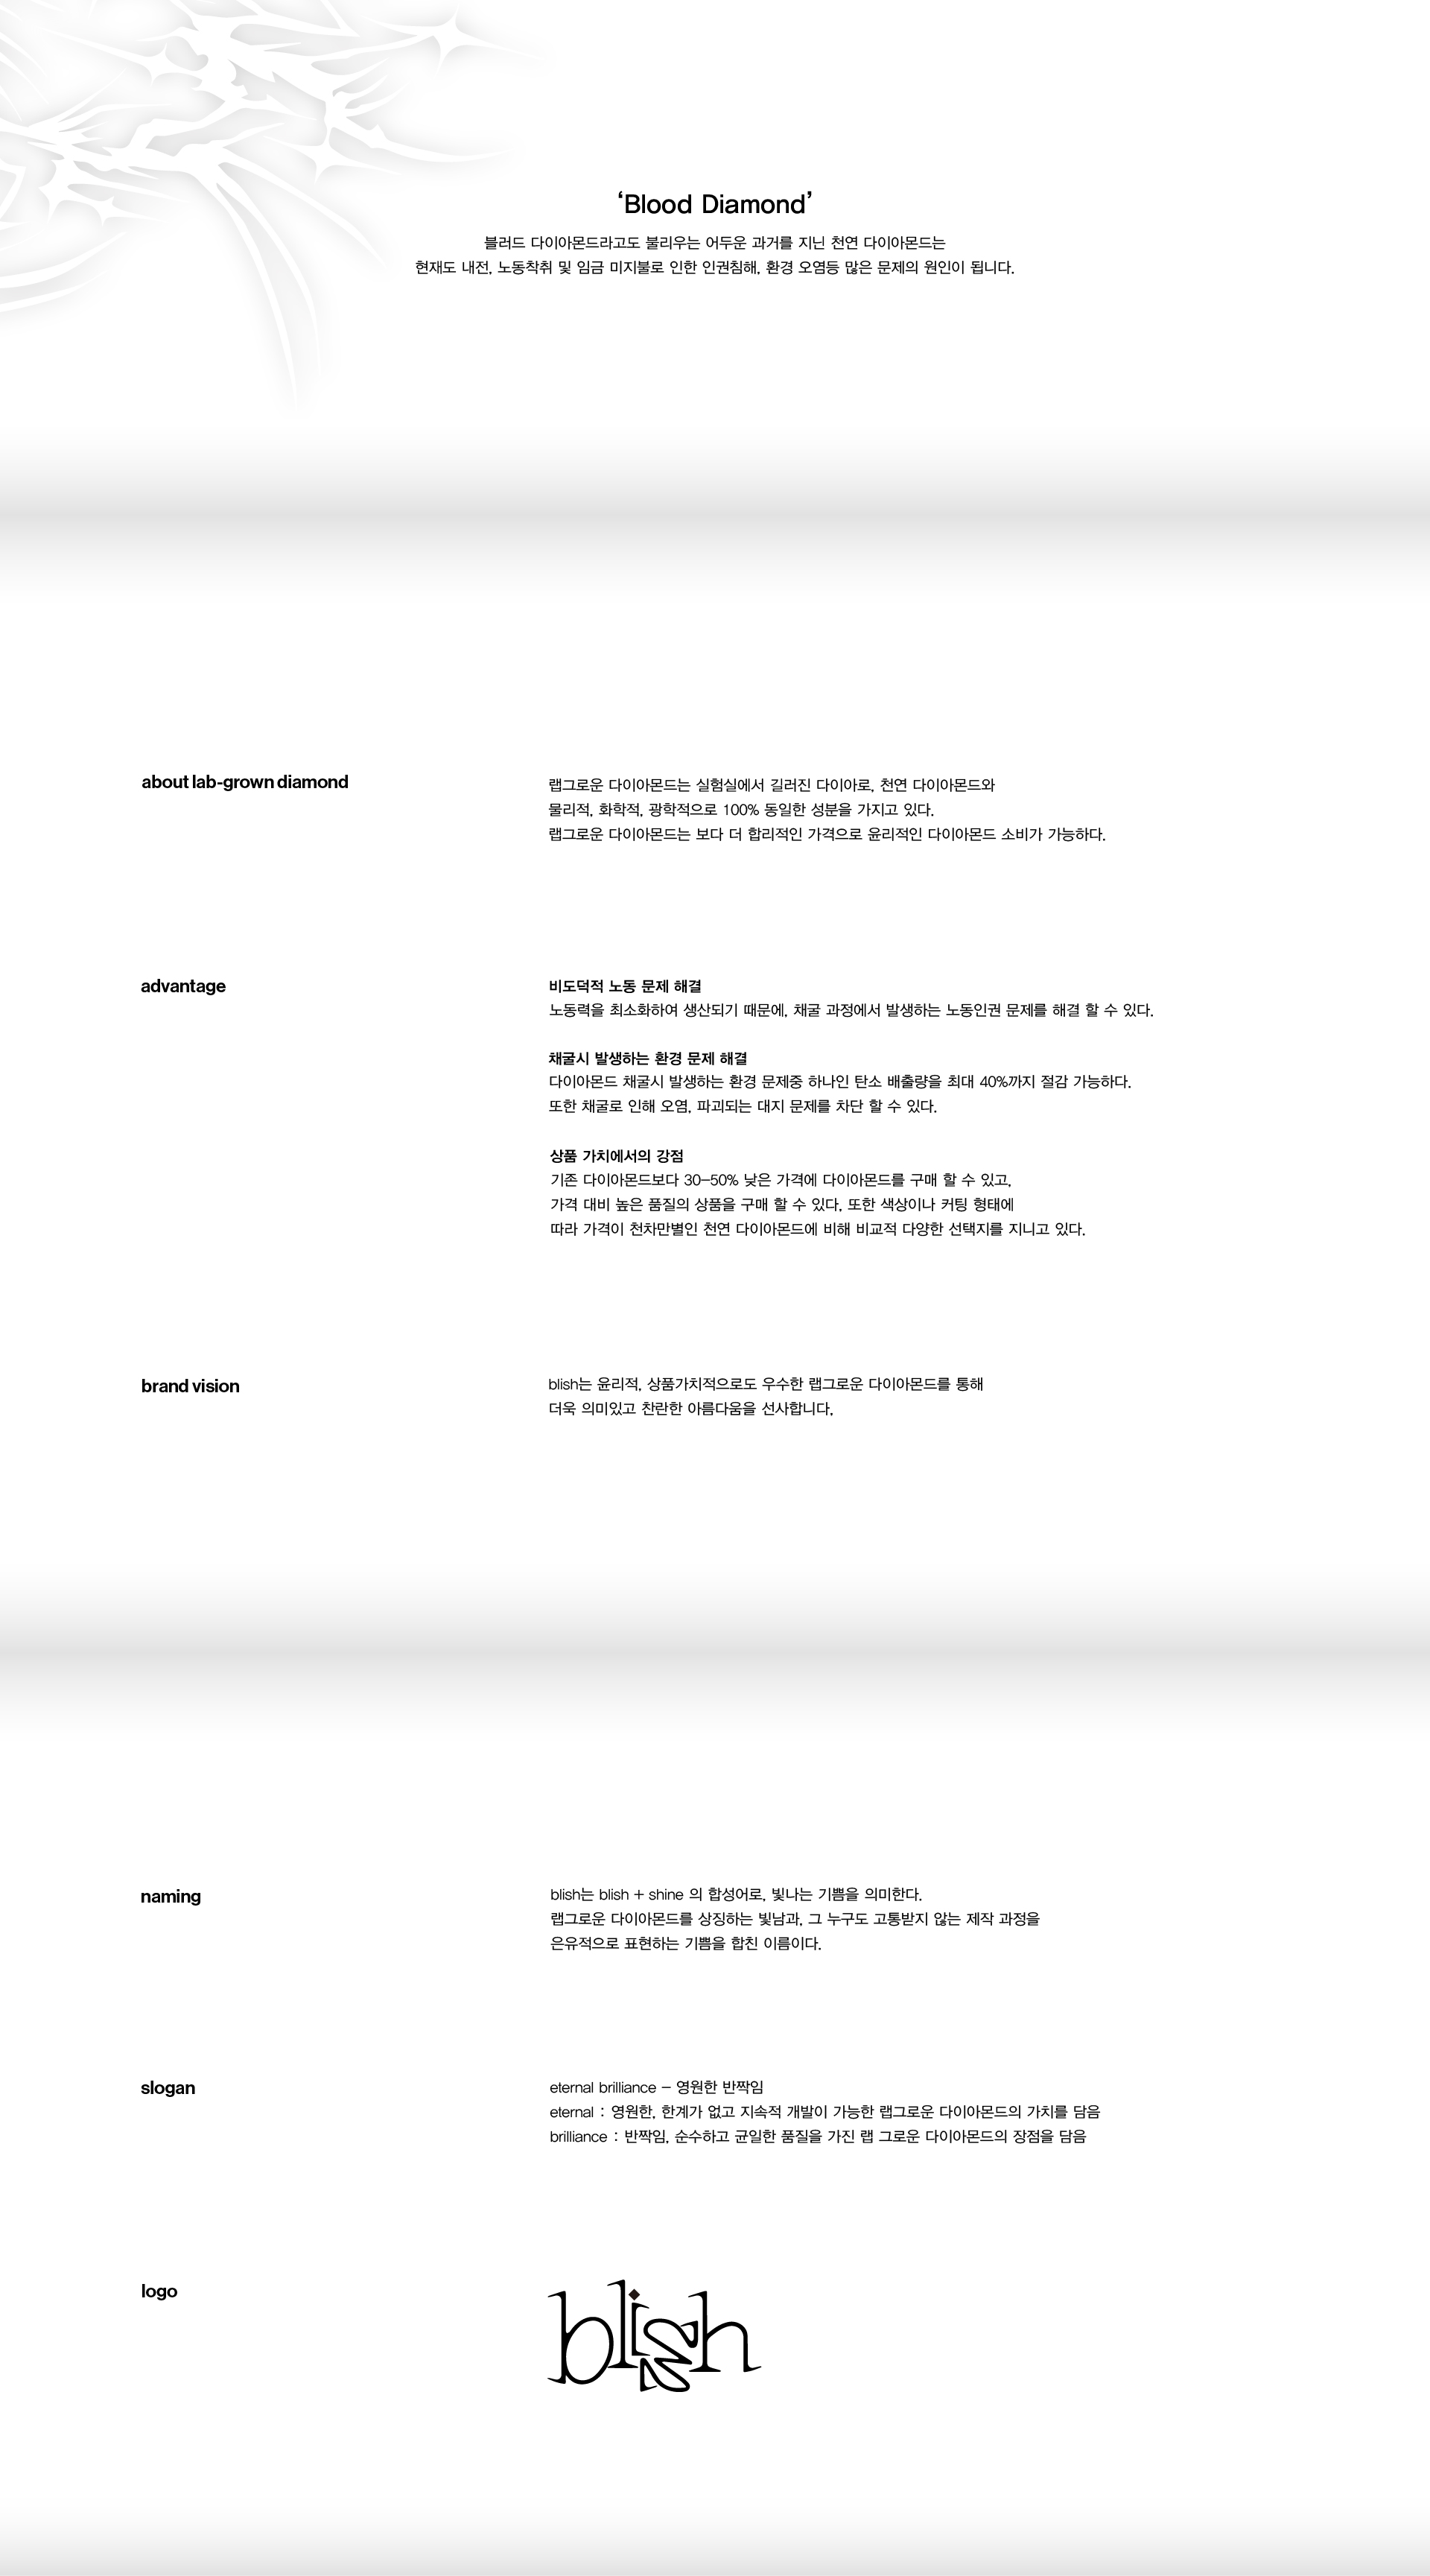 ‘Blood Diamond’
블러드 다이아몬드라고도 불리우는 어두운 과거를 지닌 천연 다이아몬드는
현재도 내전, 노동착취 및 임금 미지불로 인한 인권침해, 환경 오염등 많은 문제의 원인이 됩니다.
about lab-grown diamond
랩그로운 다이아몬드는 실험실에서 길러진 다이아로, 천연 다이아몬드와
물리적, 화학적, 광학적으로 100% 동일한 성분을 가지고 있다.
랩그로운 다이아몬드는 보다 더 합리적인 가격으로 윤리적인 다이아몬드 소비가 가능하다.
advantage
비도덕적 노동 문제 해결
노동력을 최소화하여 생산되기 때문에, 채굴 과정에서 발생하는 노동인권 문제를 해결 할 수 있다.
채굴시 발생하는 환경 문제 해결
다이아몬드 채굴시 발생하는 환경 문제중 하나인 탄소 배출량을 최대 40%까지 절감 가능하다.
또한 채굴로 인해 오염, 파괴되는 대지 문제를 차단 할 수 있다.
상품 가치에서의 강점
기존 다이아몬드보다 30-50% 낮은 가격에 다이아몬드를 구매 할 수 있고,
가격 대비 높은 품질의 상품을 구매 할 수 있다. 또한 색상이나 커팅 형태에
따라 가격이 천차만별인 천연 다이아몬드에 비해 비교적 다양한 선택지를 지니고 있다.
brand vision
blish는 윤리적, 상품가치적으로도 우수한 랩그로운 다이아몬드를 통해
더욱 의미있고 찬란한 아름다움을 선사합니다.
naming
blish는 blish + shine 의 합성어로, 빛나는 기쁨을 의미한다.
랩그로운 다이아몬드를 상징하는 빛남과, 그 누구도 고통받지 않는 제작 과정을
은유적으로 표현하는 기쁨을 합친 이름이다.
slogan
eternal brilliance - 영원한 반짝임
eternal : 영원한, 한계가 없고 지속적 개발이 가능한 랩그로운 다이아몬드의 가치를 담음
brilliance : 반짝임, 순수하고 균일한 품질을 가진 랩 그로운 다이아몬드의 장점을 담음
logo
blish